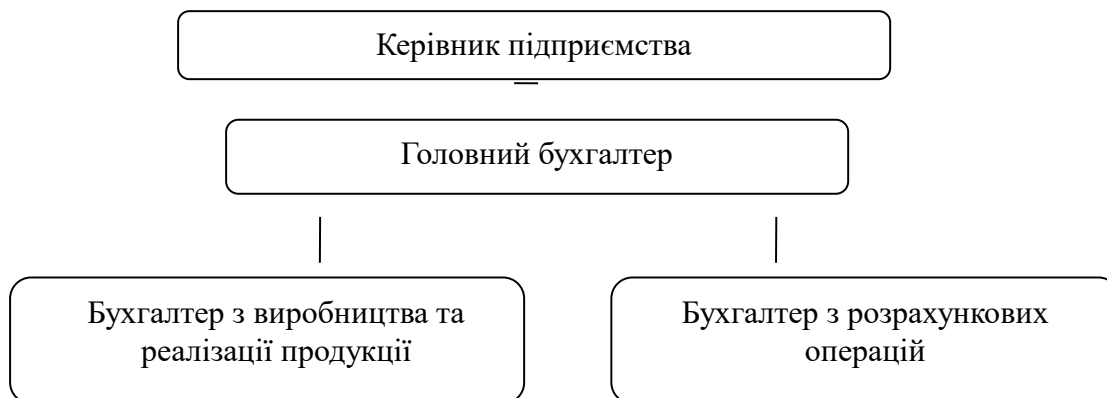 Керівник підприємства
Головний бухгалтер
Бухгалтер з виробництва та
реалізації продукції
Бухгалтер з розрахункових
операцій